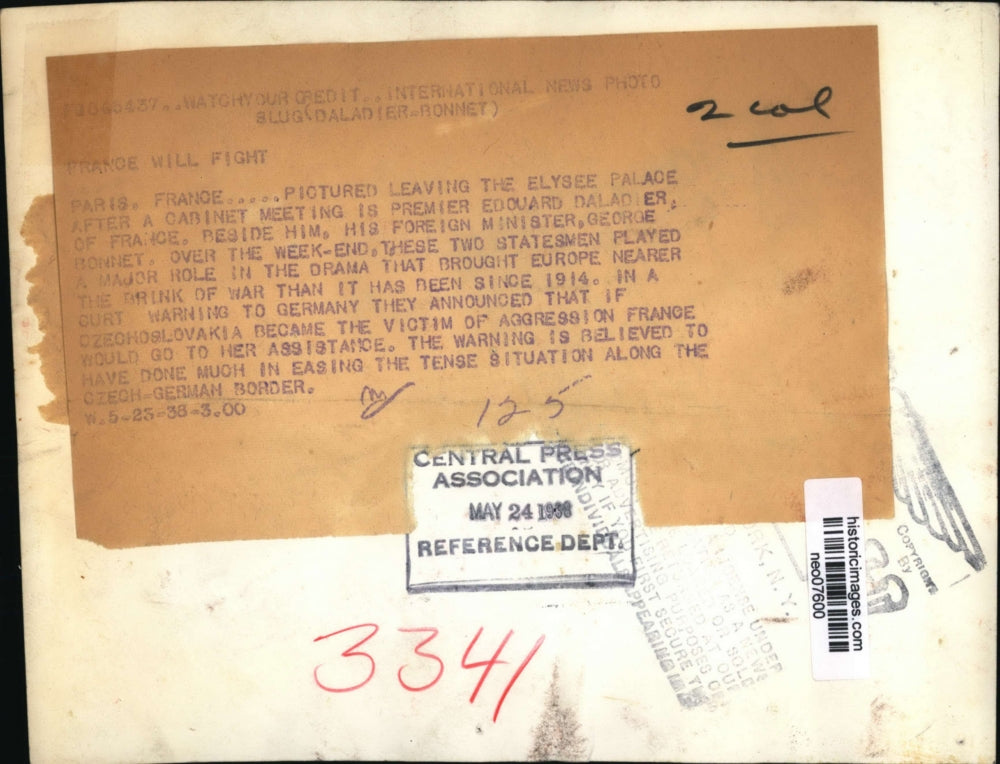 WATCHYOUR CREDIT..INTERNATIONAL NEWS PHOTO
SLUG(DALADIER=BONNET)
2 col
FRANCE WILL FIGHT
PARIS, FRANCE.....PICTURED LEAVING THE ELYSEE PALACE
AFTER A CABINET MEETING IS PREMIER EDOUARD DALADIER,
OF FRANCE. BESIDE HIM, HIS FOREIGN MINISTER,GEORGE
BONNET. OVER THE WEEK-END,THESE TWO STATESMEN PLAYED
A MAJOR ROLE IN THE DRAMA THAT BROUGHT EUROPE NEARER
THE BRINK OF WAR THAN IT HAS BEEN SINCE 1914. IN A
CURT WARNING TO GERMANY THEY ANNOUNCED THAT IF
CZECHOSLOVAKIA BECAME THE VICTIM OF AGGRESSION FRANCE
WOULD GO TO HER ASSISTANCE. THE WARNING IS BELIEVED TO
HAVE DONE MUCH IN EASING THE TENSE SITUATION ALONG THE
CZECH-GERMAN BORDER.
W.5-23-38-3.00
125
CENTRAL PRESS
ASSOCIATION
MAY 24 1938
REFERENCE DEPT.
COPYRIGHT
BY
historicimages.com
neo07600
3341